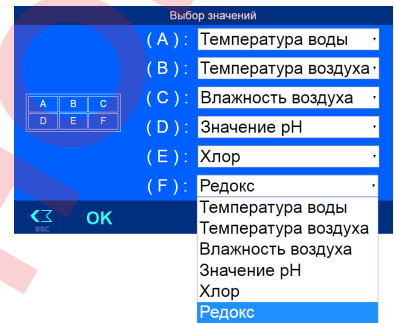 Выбор значений
( A ) : Температура воды
( B ) : Температура воздуха
( C ) : Влажность воздуха
( D ) : Значение pH
( E ) : Хлор
( F ) : Редокс
A B C
D E F
Температура воды
Температура воздуха
Влажность воздуха
Значение pH
Хлор
Редокс
esc OK